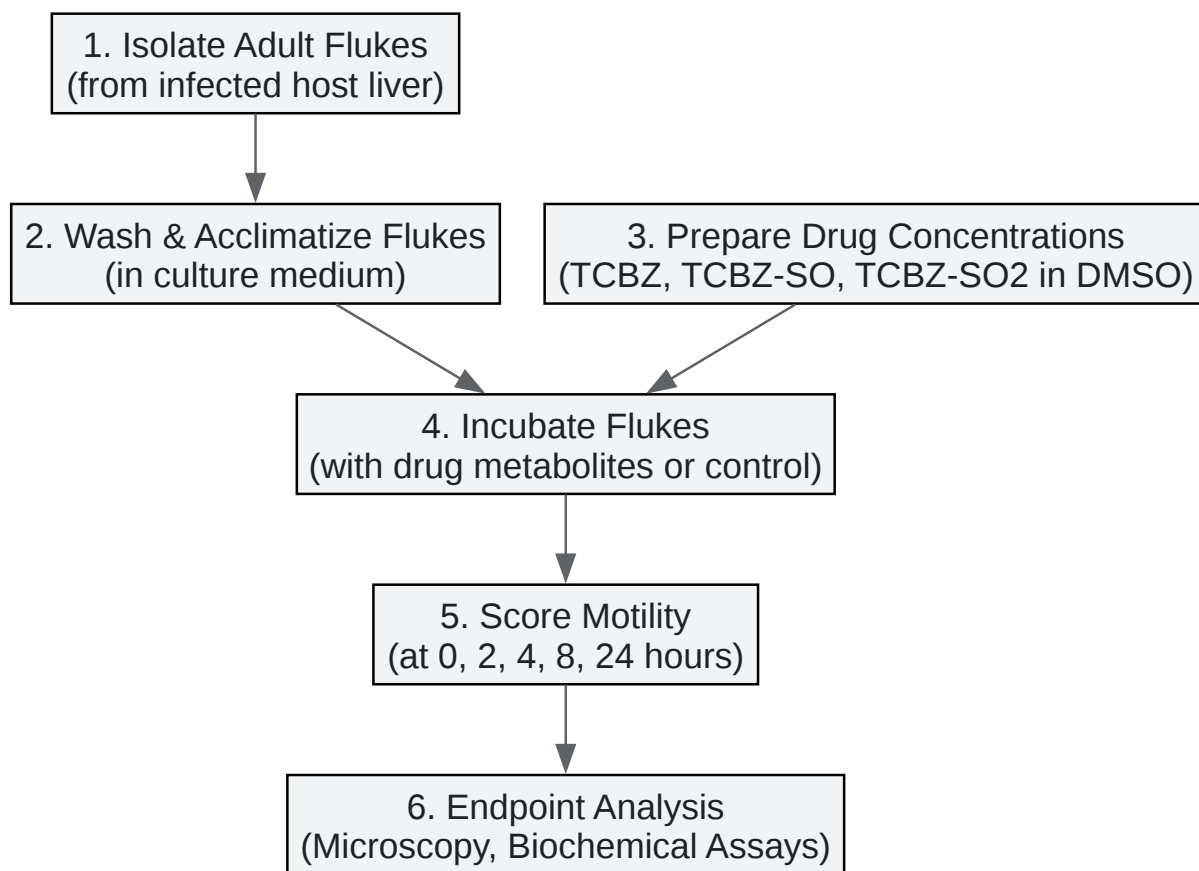 1. Isolate Adult Flukes
(from infected host liver)
2. Wash & Acclimatize Flukes
(in culture medium)
3. Prepare Drug Concentrations
(TCBZ, TCBZ-SO, TCBZ-SO2 in DMSO)
4. Incubate Flukes
(with drug metabolites or control)
5. Score Motility
(at 0, 2, 4, 8, 24 hours)
6. Endpoint Analysis
(Microscopy, Biochemical Assays)